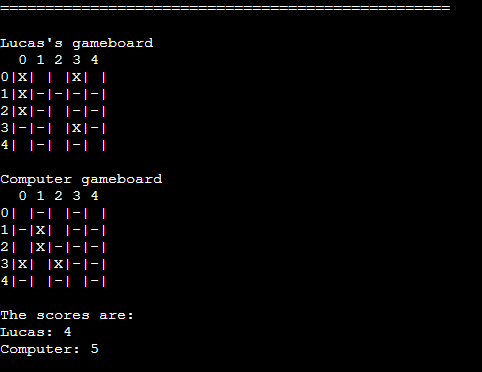 ==================================================
Lucas's gameboard
  0 1 2 3 4
0|X| | |X| |
1|X|-|-|-|-|
2|X|-| |-|-|
3|-|-| |X|-|
4| |-| |-| |
Computer gameboard
  0 1 2 3 4
0| |-| |-| |
1|-|X| |-|-|
2| |X|-|-|-|
3|X| |X|-|-|
4|-| |-| |-|
The scores are:
Lucas: 4
Computer: 5